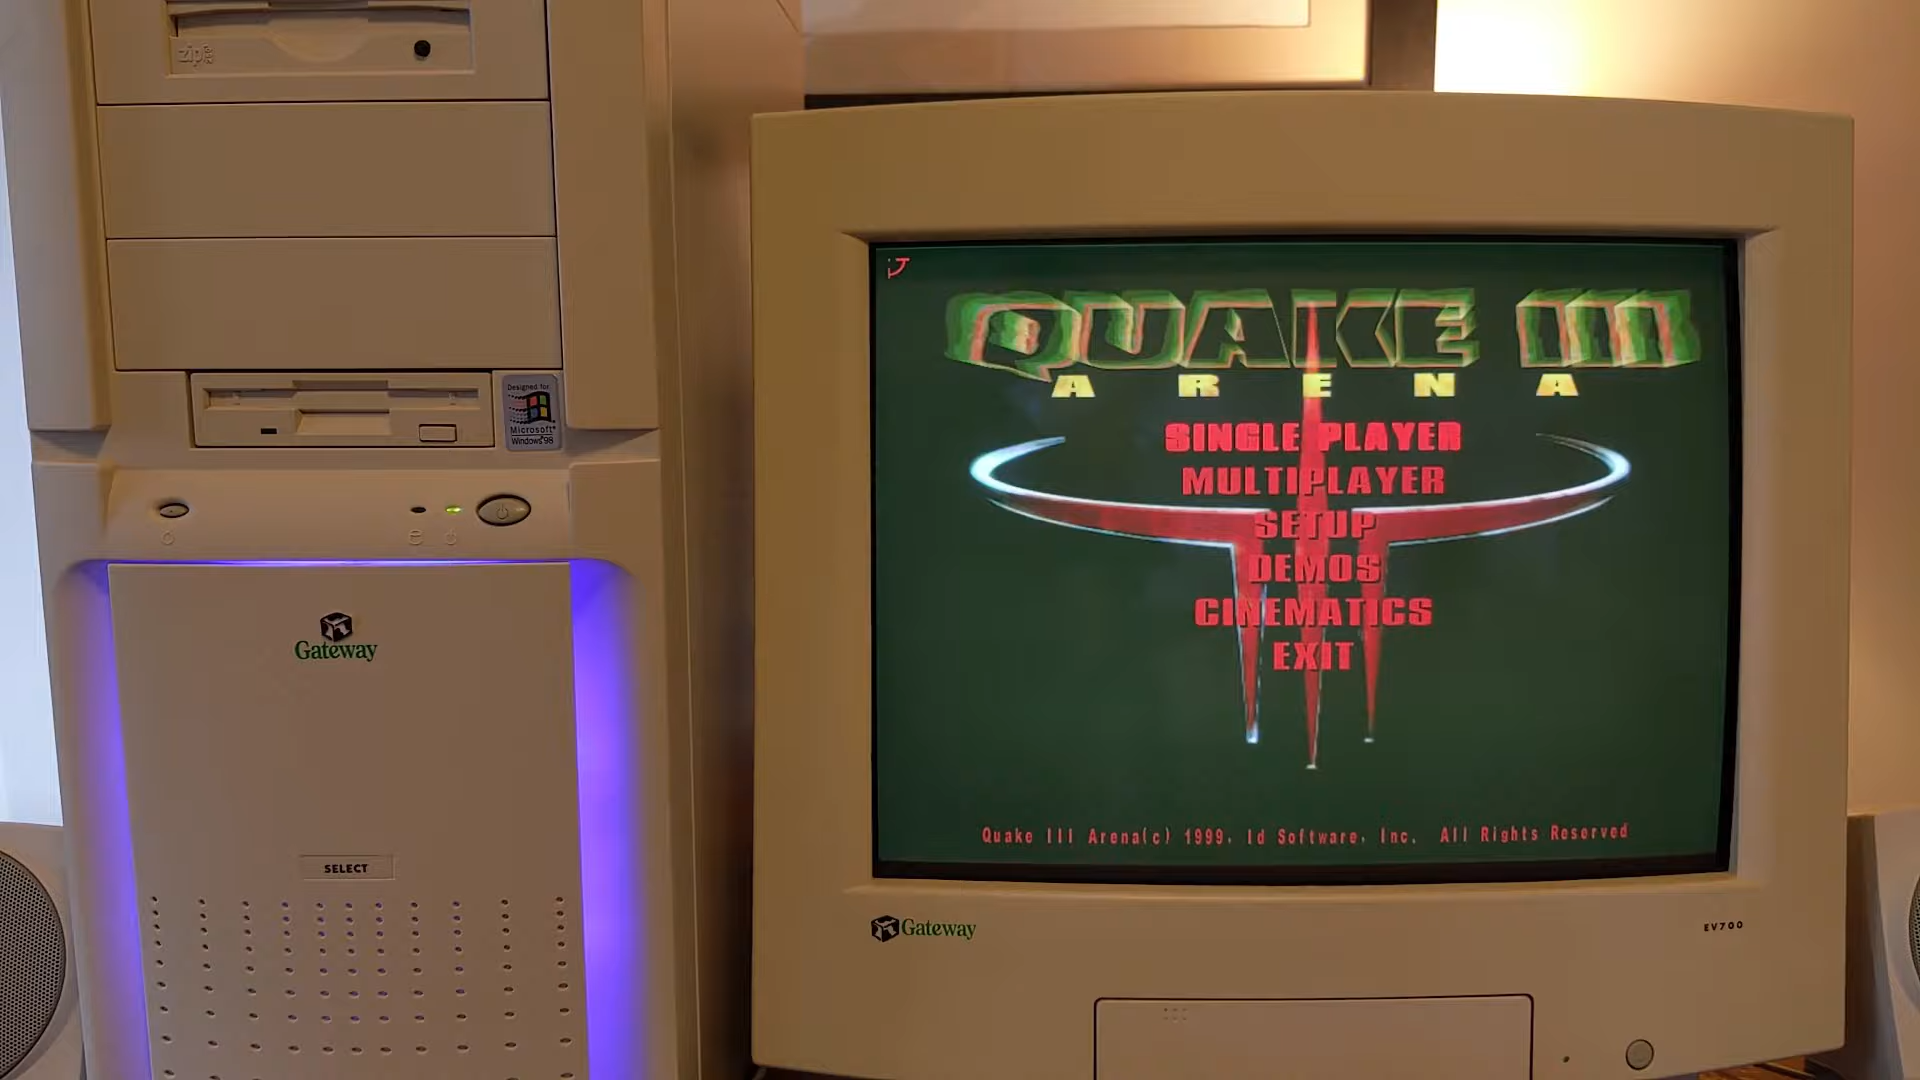 zip
Designed for
Microsoft®
Windows®98
Gateway
SELECT
QUAKE III
ARENA
SINGLE PLAYER
MULTIPLAYER
SETUP
DEMOS
CINEMATICS
EXIT
Quake III Arena(c) 1999, Id Software, Inc. All Rights Reserved
Gateway
EV700